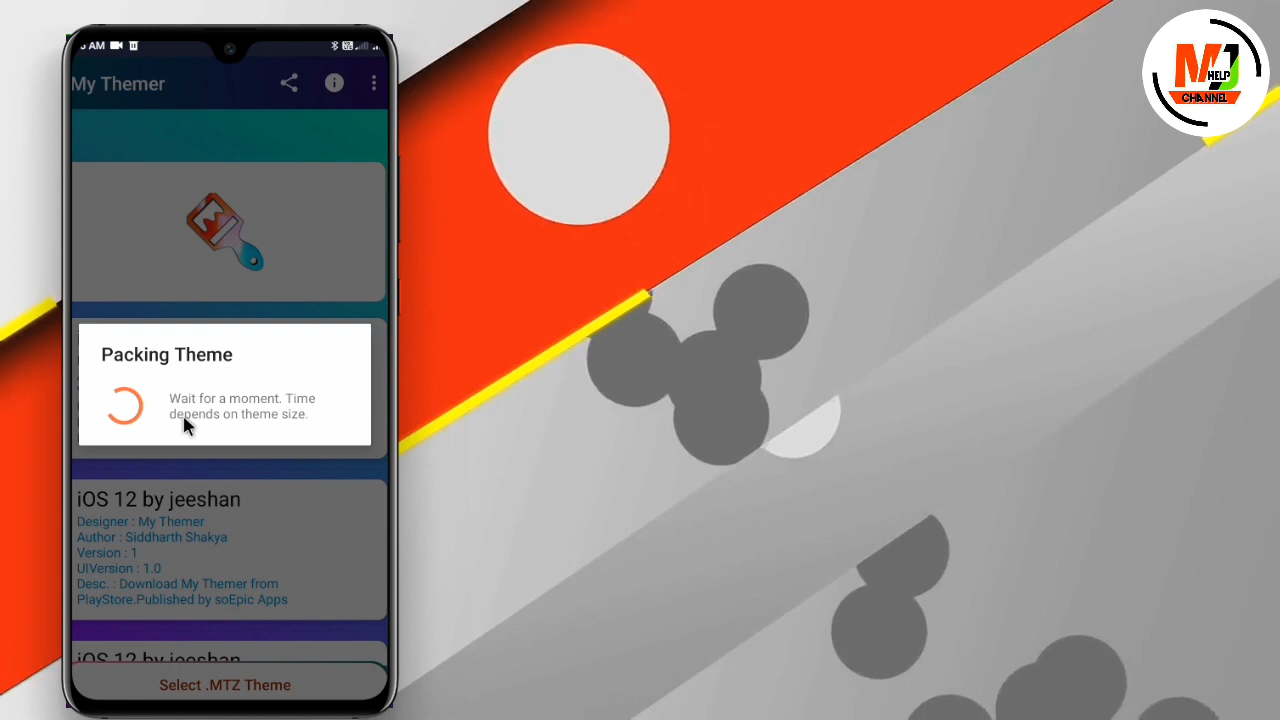 My Themer
Packing Theme
Wait for a moment. Time
depends on theme size.
iOS 12 by jeeshan
Designer : My Themer
Author : Siddharth Shakya
Version : 1
UIVersion : 1.0
Desc. : Download My Themer from
PlayStore.Published by soEpic Apps
iOS 12 by jeeshan
Select .MTZ Theme
MJ
HELP
CHANNEL